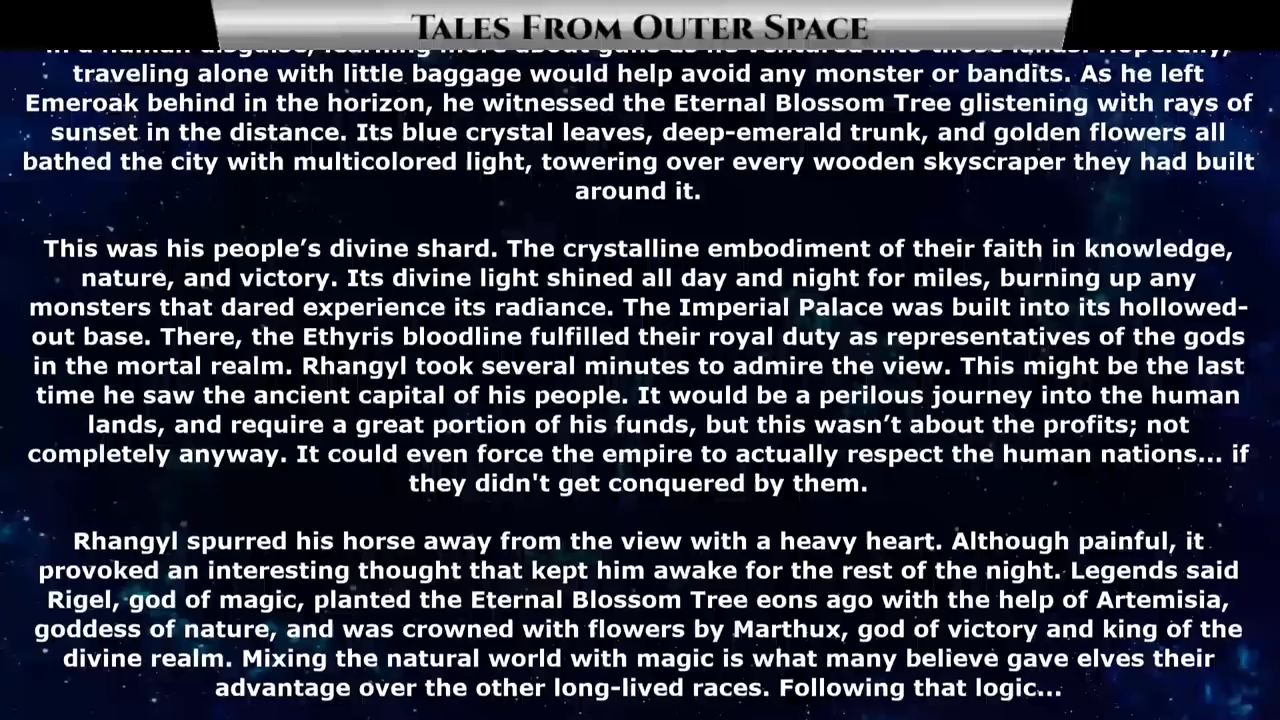 Tales From Outer Space
in a human disguise, learning more about guns as he ventured into those lands. Hopefully,
traveling alone with little baggage would help avoid any monster or bandits. As he left
Emeroak behind in the horizon, he witnessed the Eternal Blossom Tree glistening with rays of
sunset in the distance. Its blue crystal leaves, deep-emerald trunk, and golden flowers all
bathed the city with multicolored light, towering over every wooden skyscraper they had built
around it.
This was his people’s divine shard. The crystalline embodiment of their faith in knowledge,
nature, and victory. Its divine light shined all day and night for miles, burning up any
monsters that dared experience its radiance. The Imperial Palace was built into its hollowed-
out base. There, the Ethyris bloodline fulfilled their royal duty as representatives of the gods
in the mortal realm. Rhangyl took several minutes to admire the view. This might be the last
time he saw the ancient capital of his people. It would be a perilous journey into the human
lands, and require a great portion of his funds, but this wasn’t about the profits; not
completely anyway. It could even force the empire to actually respect the human nations... if
they didn't get conquered by them.
Rhangyl spurred his horse away from the view with a heavy heart. Although painful, it
provoked an interesting thought that kept him awake for the rest of the night. Legends said
Rigel, god of magic, planted the Eternal Blossom Tree eons ago with the help of Artemisia,
goddess of nature, and was crowned with flowers by Marthux, god of victory and king of the
divine realm. Mixing the natural world with magic is what many believe gave elves their
advantage over the other long-lived races. Following that logic...